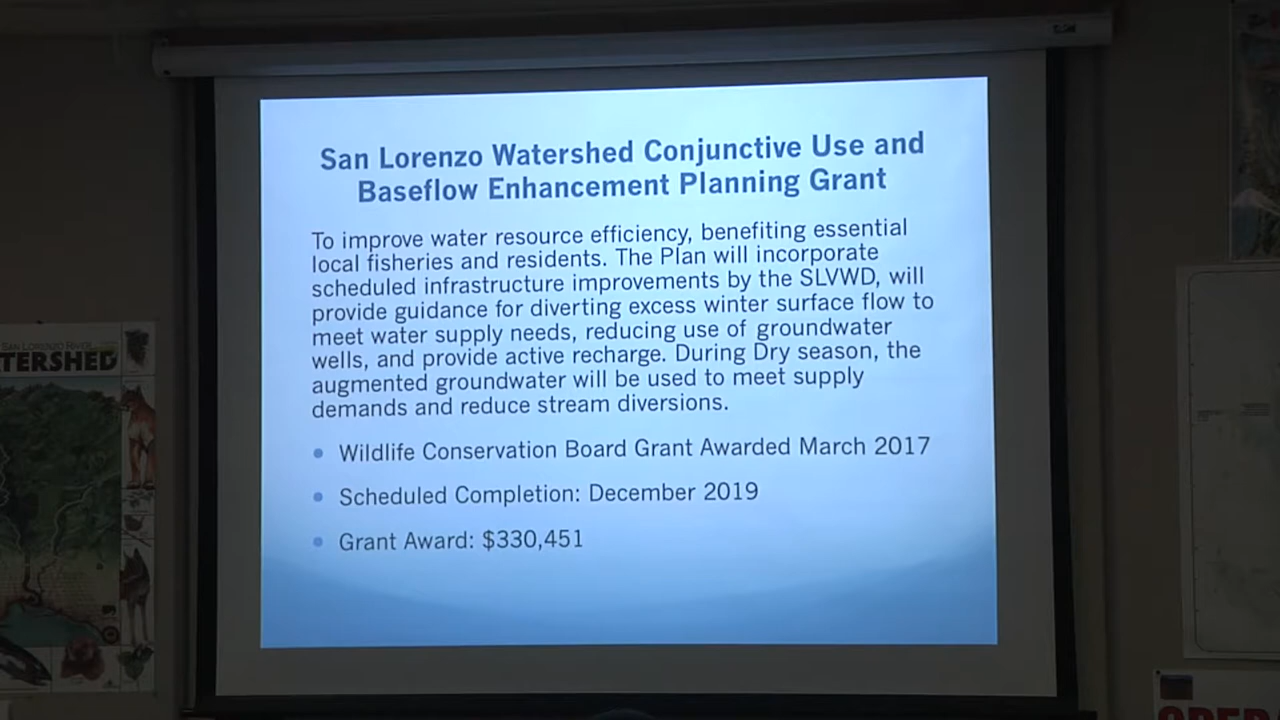 San Lorenzo Watershed Conjunctive Use and
Baseflow Enhancement Planning Grant
To improve water resource efficiency, benefiting essential
local fisheries and residents. The Plan will incorporate
scheduled infrastructure improvements by the SLVWD, will
provide guidance for diverting excess winter surface flow to
meet water supply needs, reducing use of groundwater
wells, and provide active recharge. During Dry season, the
augmented groundwater will be used to meet supply
demands and reduce stream diversions.
• Wildlife Conservation Board Grant Awarded March 2017
• Scheduled Completion: December 2019
• Grant Award: $330,451
SAN LORENZO RIVER
TERSHED